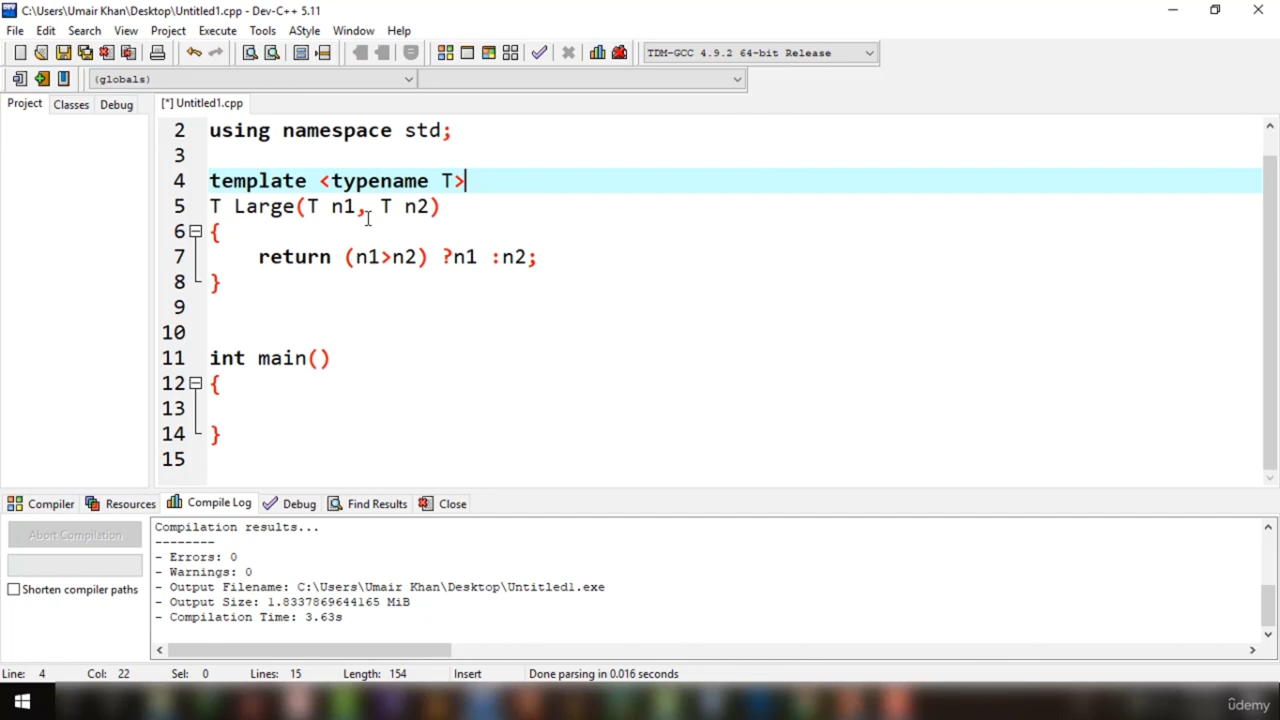 C:\Users\Umair Khan\Desktop\Untitled1.cpp - Dev-C++ 5.11
File Edit Search View Project Execute Tools AStyle Window Help
TDM-GCC 4.9.2 64-bit Release
(globals)
Project Classes Debug [*] Untitled1.cpp
2 using namespace std;
3
4 template <typename T>
5 T Large(T n1, T n2)
6 {
7 return (n1>n2) ?n1 :n2;
8 }
9
10
11 int main()
12 {
13
14 }
15
Compiler Resources Compile Log Debug Find Results Close
Abort Compilation
Shorten compiler paths
Compilation results...
--------
- Errors: 0
- Warnings: 0
- Output Filename: C:\Users\Umair Khan\Desktop\Untitled1.exe
- Output Size: 1.8337869644165 MiB
- Compilation Time: 3.63s
Line: 4 Col: 22 Sel: 0 Lines: 15 Length: 154 Insert Done parsing in 0.016 seconds
ûdemy